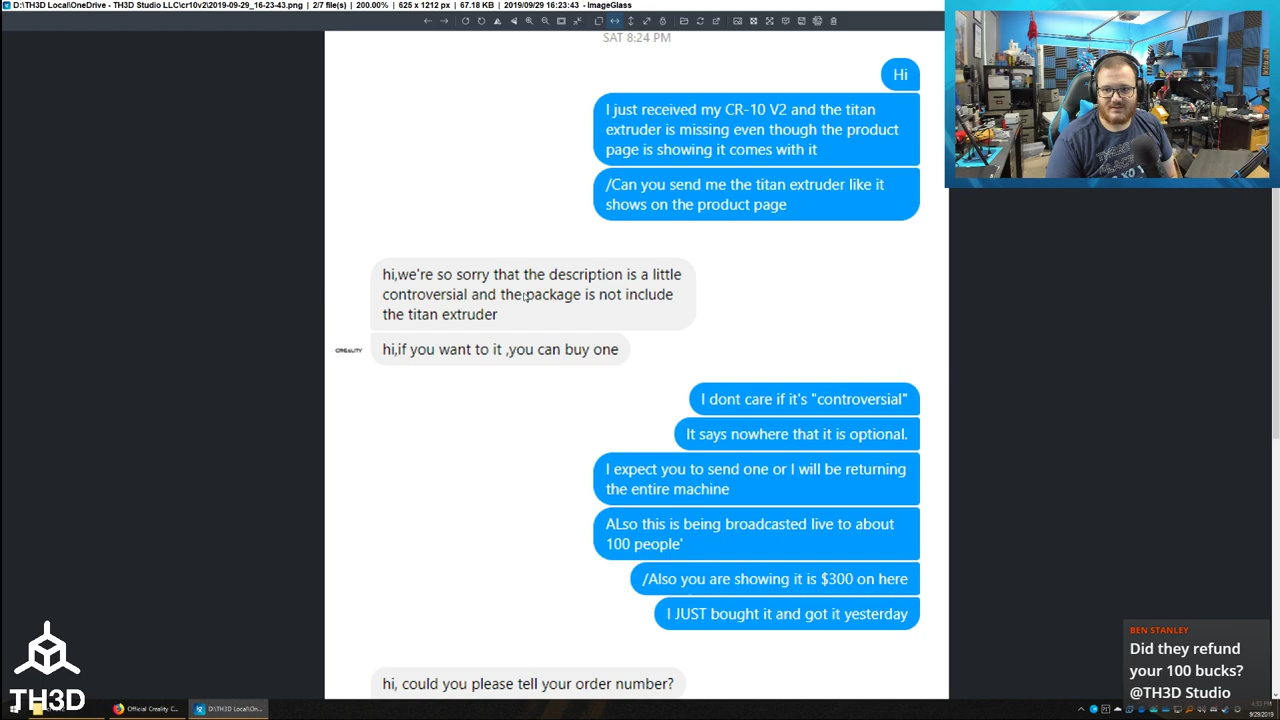 D:\TH3D Local\OneDrive - TH3D Studio LLC\cr10v2\2019-09-29_16-23-43.png | 2/7 file(s) | 200.00% | 625 x 1212 px | 67.18 KB | 2019/09/29 16:23:43 - ImageGlass
SAT 8:24 PM
Hi
I just received my CR-10 V2 and the titan
extruder is missing even though the product
page is showing it comes with it
/Can you send me the titan extruder like it
shows on the product page
hi,we're so sorry that the description is a little
controversial and the package is not include
the titan extruder
CREALITY
hi,if you want to it ,you can buy one
I dont care if it's "controversial"
It says nowhere that it is optional.
I expect you to send one or I will be returning
the entire machine
ALso this is being broadcasted live to about
100 people'
/Also you are showing it is $300 on here
I JUST bought it and got it yesterday
hi, could you please tell your order number?
BEN STANLEY
Did they refund
your 100 bucks?
@TH3D Studio
TH3D
Official Creality C...
D:\TH3D Local\On...
9/29/2019